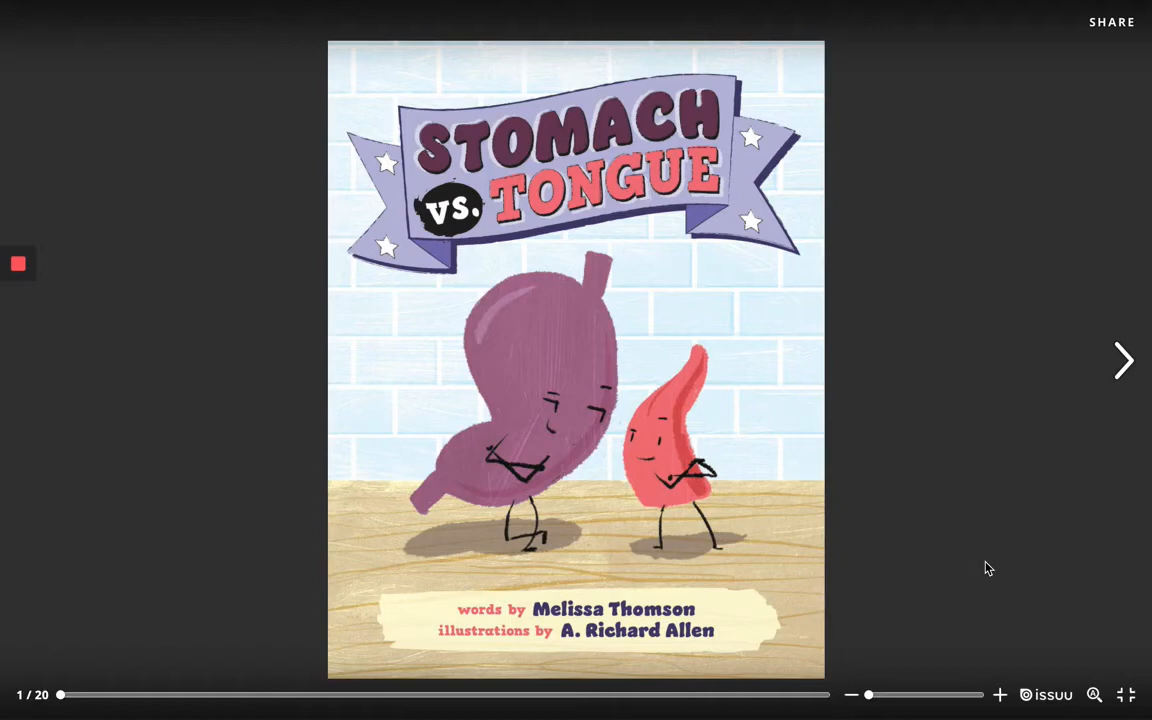 SHARE
STOMACH
VS. TONGUE
words by Melissa Thomson
illustrations by A. Richard Allen
1 / 20
issuu